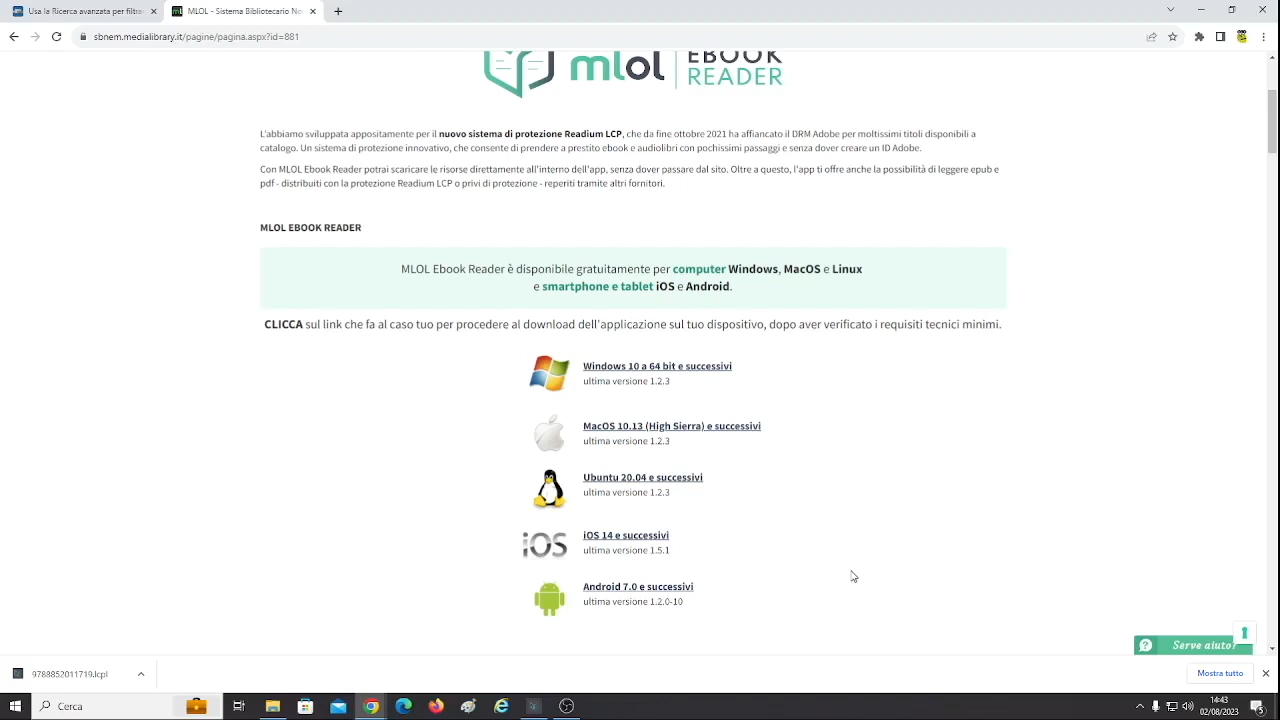 Usa la Ricerca avanzata per filtra
MLOL - Sistema Bibliotecario No
sbnem.medialibrary.it/pagine/pagina.aspx?id=881
mlol EBOOK
READER
L'abbiamo sviluppata appositamente per il nuovo sistema di protezione Readium LCP, che da fine ottobre 2021 ha affiancato il DRM Adobe per moltissimi titoli disponibili a
catalogo. Un sistema di protezione innovativo, che consente di prendere a prestito ebook e audiolibri con pochissimi passaggi e senza dover creare un ID Adobe.
Con MLOL Ebook Reader potrai scaricare le risorse direttamente all'interno dell'app, senza dover passare dal sito. Oltre a questo, l'app ti offre anche la possibilità di leggere epub e
pdf - distribuiti con la protezione Readium LCP o privi di protezione - reperiti tramite altri fornitori.
MLOL EBOOK READER
MLOL Ebook Reader è disponibile gratuitamente per computer Windows, MacOS e Linux
e smartphone e tablet iOS e Android.
CLICCA sul link che fa al caso tuo per procedere al download dell'applicazione sul tuo dispositivo, dopo aver verificato i requisiti tecnici minimi.
Windows 10 a 64 bit e successivi
ultima versione 1.2.3
MacOS 10.13 (High Sierra) e successivi
ultima versione 1.2.3
Ubuntu 20.04 e successivi
ultima versione 1.2.3
iOS
iOS 14 e successivi
ultima versione 1.5.1
Android 7.0 e successivi
ultima versione 1.2.0-10
Serve aiuto?
9788852011719.lcpl
Mostra tutto
Cerca
14:43
02/08/2023